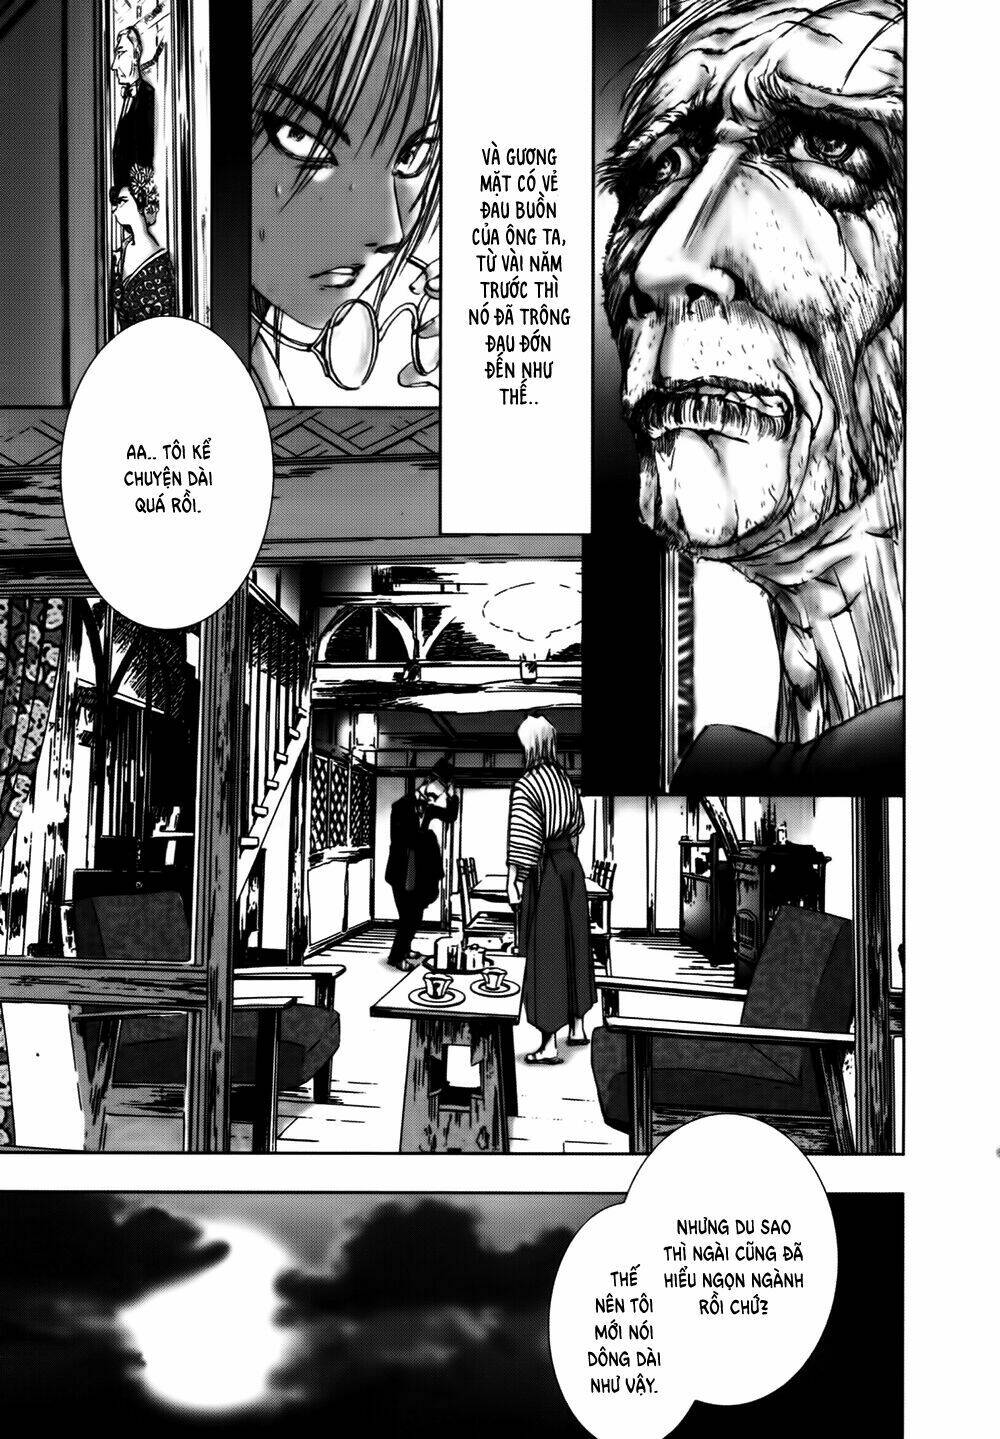 VÀ GƯƠNG
MẶT CÓ VẺ
ĐAU BUỒN
CỦA ÔNG TA,
TỪ VÀI NĂM
TRƯỚC THÌ
NÓ ĐÃ TRÔNG
ĐAU ĐỚN
ĐẾN NHƯ
THẾ..
AA.. TÔI KỂ
CHUYỆN DÀI
QUÁ RỒI.
NHƯNG DU SAO
THÌ NGÀI CŨNG ĐÃ
HIỂU NGỌN NGÀNH
RỒI CHỨ?
THẾ
NÊN TÔI
MỚI NÓI
DÔNG DÀI
NHƯ VẬY.